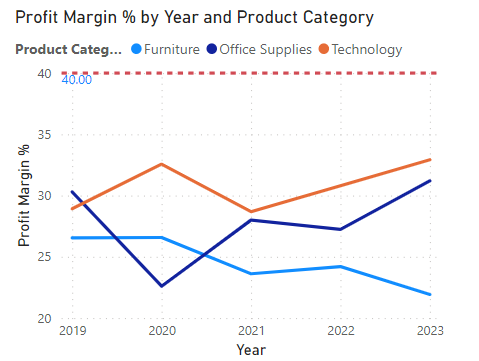 Profit Margin % by Year and Product Category
Product Categ... Furniture Office Supplies Technology
40
40.00
35
30
25
20
Profit Margin %
2019 2020 2021 2022 2023
Year